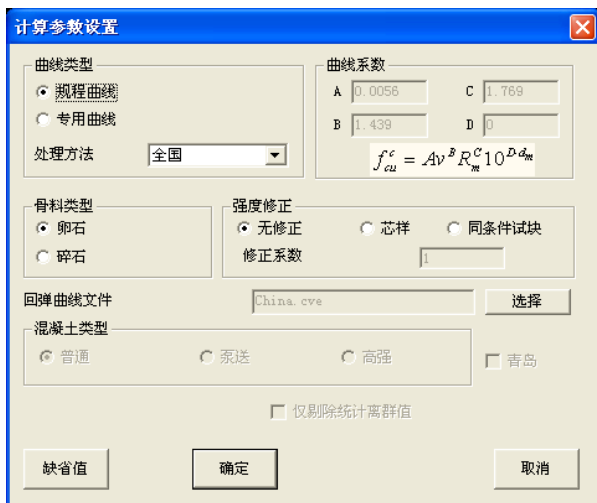 计算参数设置
曲线类型
规程曲线
专用曲线
处理方法 全国
曲线系数
A 0.0056 C 1.769
B 1.439 D 0
f_{cu}^{c} = Av^{B}R_{m}^{C}10^{Dd_{m}}
骨料类型
卵石
碎石
强度修正
无修正 芯样 同条件试块
修正系数 1
回弹曲线文件 China.cve 选择
混凝土类型
普通 泵送 高强 青岛
仅剔除统计离群值
缺省值 确定 取消